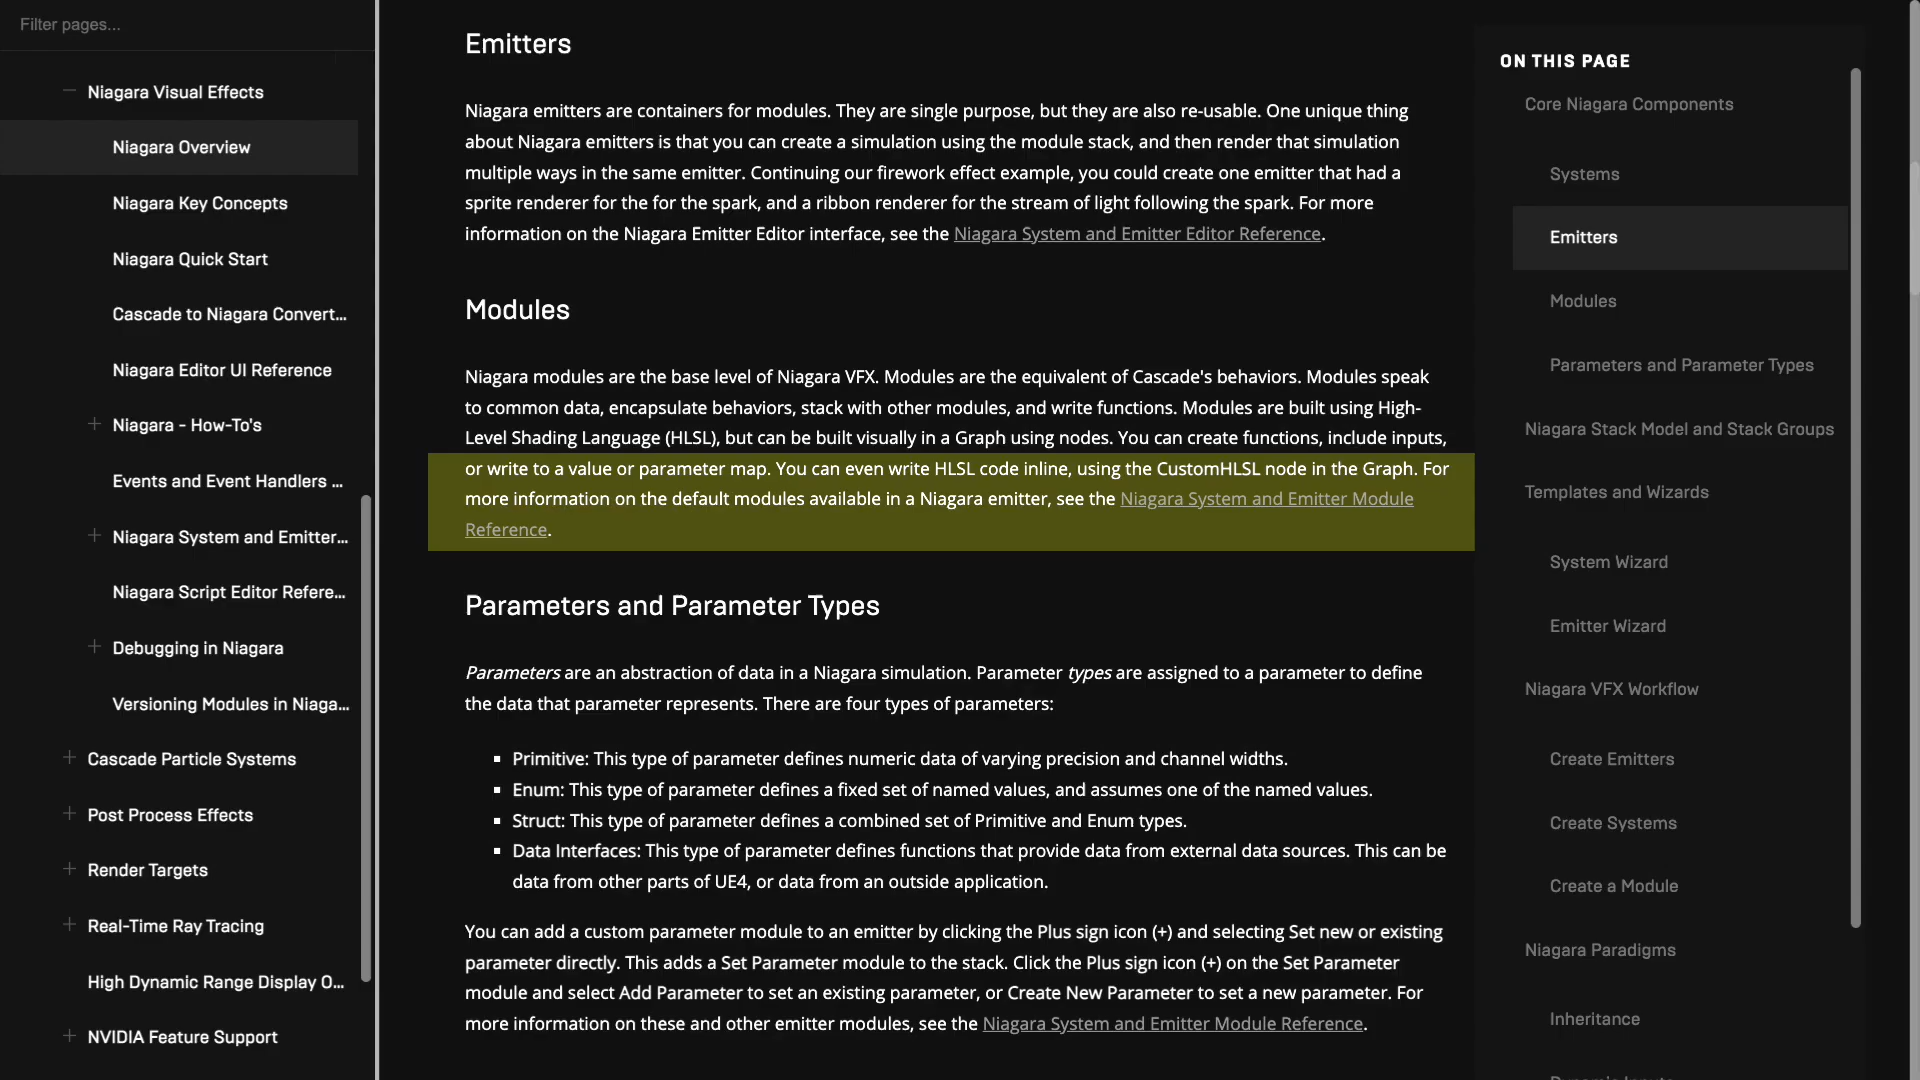 Filter pages...
Niagara Visual Effects
Niagara Overview
Niagara Key Concepts
Niagara Quick Start
Cascade to Niagara Convert...
Niagara Editor UI Reference
Niagara - How-To's
Events and Event Handlers ...
Niagara System and Emitter...
Niagara Script Editor Refere...
Debugging in Niagara
Versioning Modules in Niaga...
Cascade Particle Systems
Post Process Effects
Render Targets
Real-Time Ray Tracing
High Dynamic Range Display O...
NVIDIA Feature Support
Emitters
Niagara emitters are containers for modules. They are single purpose, but they are also re-usable. One unique thing
about Niagara emitters is that you can create a simulation using the module stack, and then render that simulation
multiple ways in the same emitter. Continuing our firework effect example, you could create one emitter that had a
sprite renderer for the for the spark, and a ribbon renderer for the stream of light following the spark. For more
information on the Niagara Emitter Editor interface, see the Niagara System and Emitter Editor Reference.
Modules
Niagara modules are the base level of Niagara VFX. Modules are the equivalent of Cascade's behaviors. Modules speak
to common data, encapsulate behaviors, stack with other modules, and write functions. Modules are built using High-
Level Shading Language (HLSL), but can be built visually in a Graph using nodes. You can create functions, include inputs,
or write to a value or parameter map. You can even write HLSL code inline, using the CustomHLSL node in the Graph. For
more information on the default modules available in a Niagara emitter, see the Niagara System and Emitter Module
Reference.
Parameters and Parameter Types
Parameters are an abstraction of data in a Niagara simulation. Parameter types are assigned to a parameter to define
the data that parameter represents. There are four types of parameters:
▪ Primitive: This type of parameter defines numeric data of varying precision and channel widths.
▪ Enum: This type of parameter defines a fixed set of named values, and assumes one of the named values.
▪ Struct: This type of parameter defines a combined set of Primitive and Enum types.
▪ Data Interfaces: This type of parameter defines functions that provide data from external data sources. This can be
data from other parts of UE4, or data from an outside application.
You can add a custom parameter module to an emitter by clicking the Plus sign icon (+) and selecting Set new or existing
parameter directly. This adds a Set Parameter module to the stack. Click the Plus sign icon (+) on the Set Parameter
module and select Add Parameter to set an existing parameter, or Create New Parameter to set a new parameter. For
more information on these and other emitter modules, see the Niagara System and Emitter Module Reference.
ON THIS PAGE
Core Niagara Components
Systems
Emitters
Modules
Parameters and Parameter Types
Niagara Stack Model and Stack Groups
Templates and Wizards
System Wizard
Emitter Wizard
Niagara VFX Workflow
Create Emitters
Create Systems
Create a Module
Niagara Paradigms
Inheritance